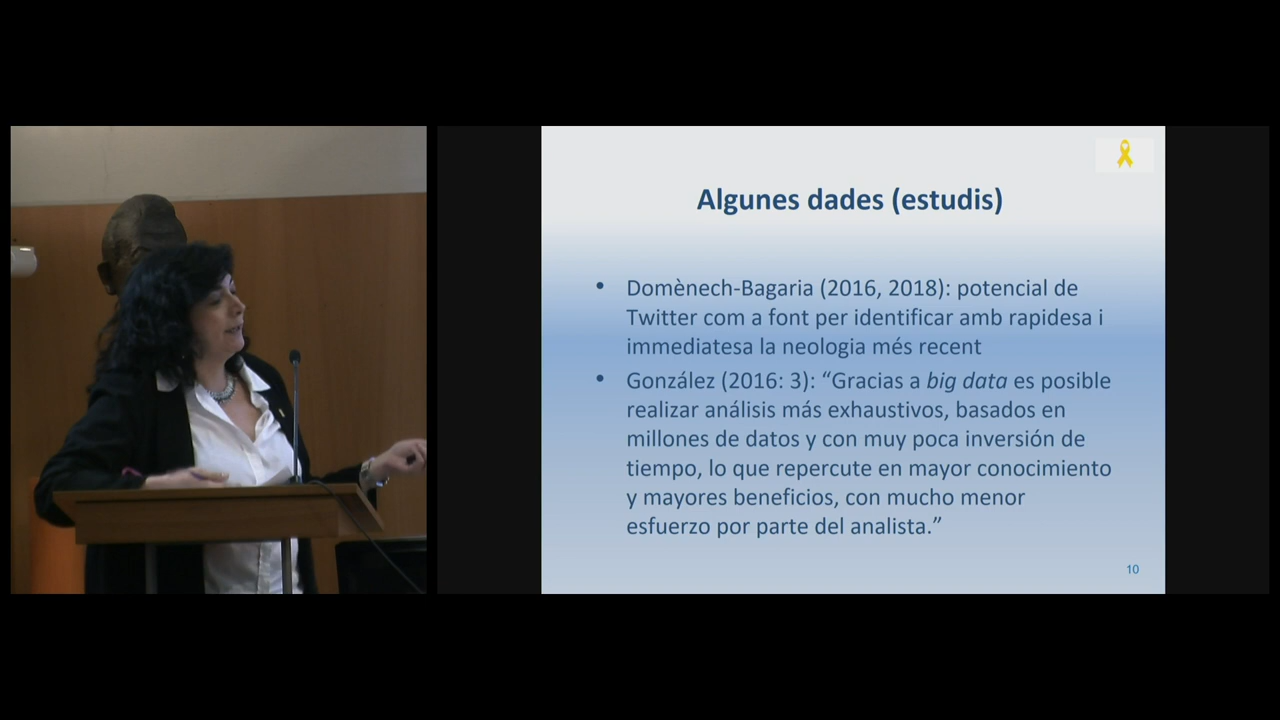 Algunes dades (estudis)
• Domènech-Bagaria (2016, 2018): potencial de
Twitter com a font per identificar amb rapidesa i
immediatesa la neologia més recent
• González (2016: 3): “Gracias a big data es posible
realizar análisis más exhaustivos, basados en
millones de datos y con muy poca inversión de
tiempo, lo que repercute en mayor conocimiento
y mayores beneficios, con mucho menor
esfuerzo por parte del analista.”
10